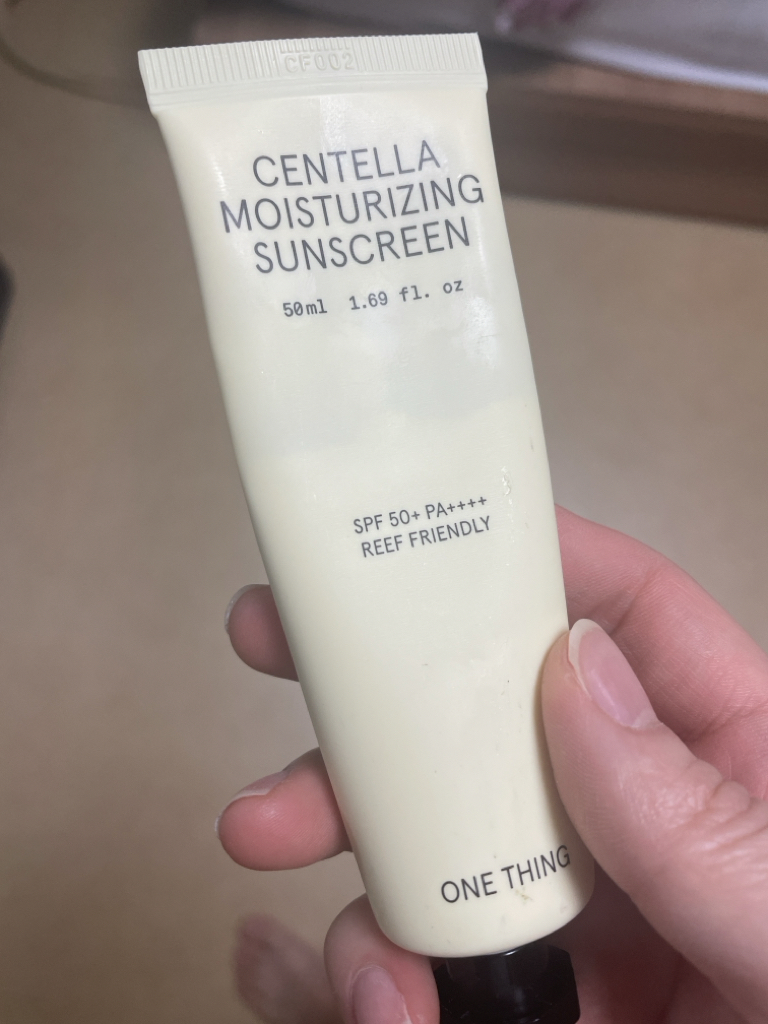 CF002
CENTELLA
MOISTURIZING
SUNSCREEN
50ml 1.69 fl. oz
SPF 50+ PA++++
REEF FRIENDLY
ONE THING